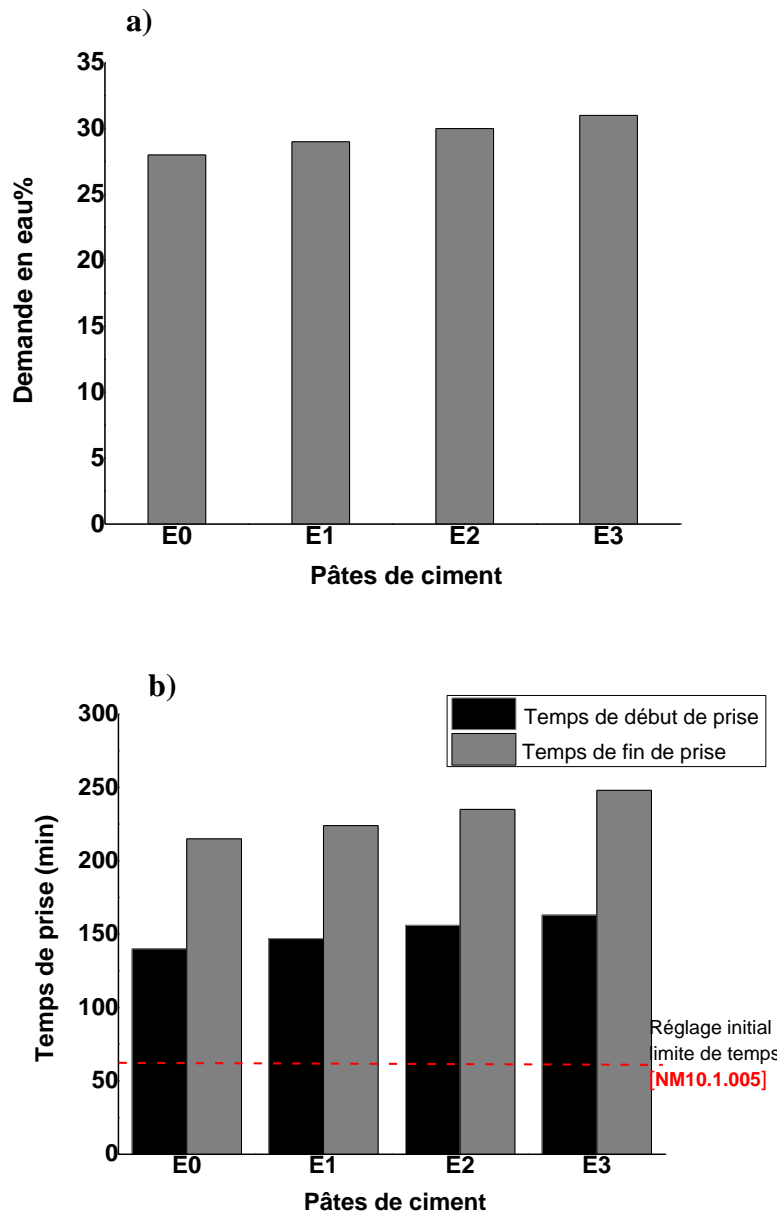 a)
35
30
25
20
15
10
5
0
Demande en eau%
E0 E1 E2 E3
Pâtes de ciment
b)
Temps de début de prise
Temps de fin de prise
300
250
200
150
100
50
0
Temps de prise (min)
Réglage initial
limite de temps
[NM10.1.005]
E0 E1 E2 E3
Pâtes de ciment